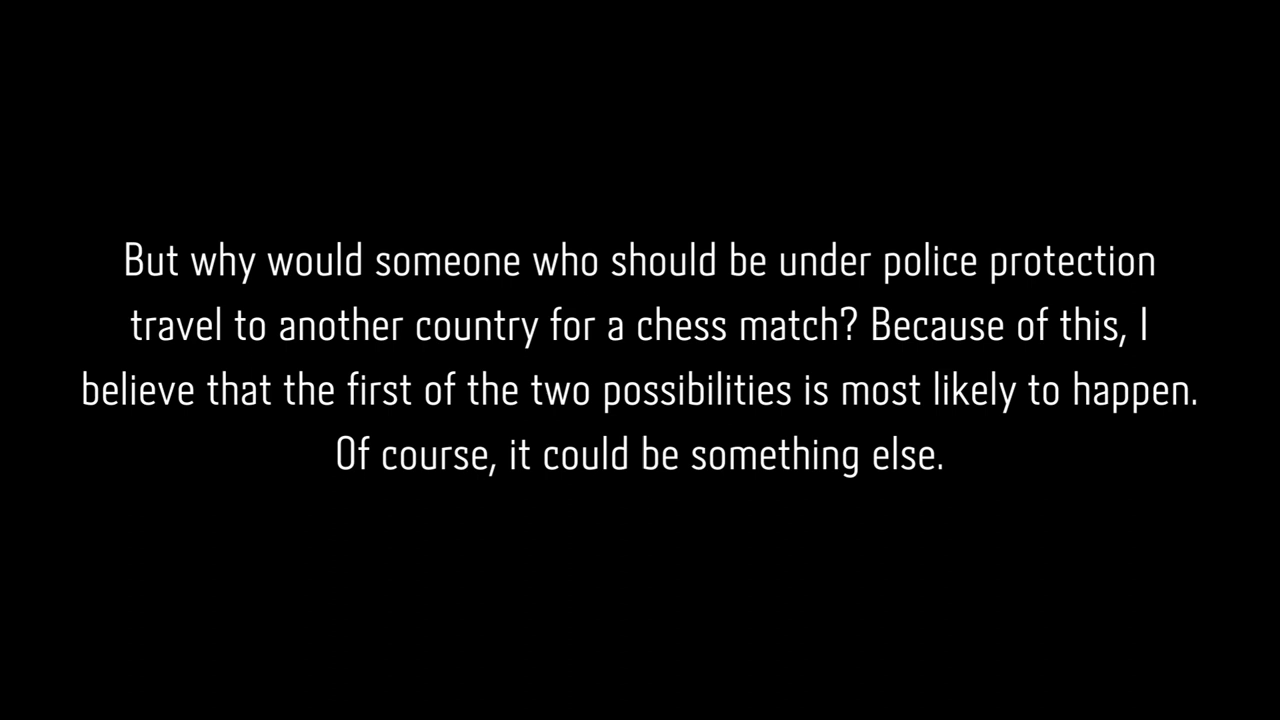 But why would someone who should be under police protection
travel to another country for a chess match? Because of this, I
believe that the first of the two possibilities is most likely to happen.
Of course, it could be something else.